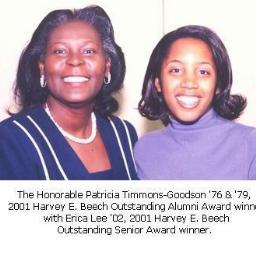 The Honorable Patricia Timmons-Goodson '76 & '79,
2001 Harvey E. Beech Outstanding Alumni Award winne
with Erica Lee '02, 2001 Harvey E. Beech
Outstanding Senior Award winner.